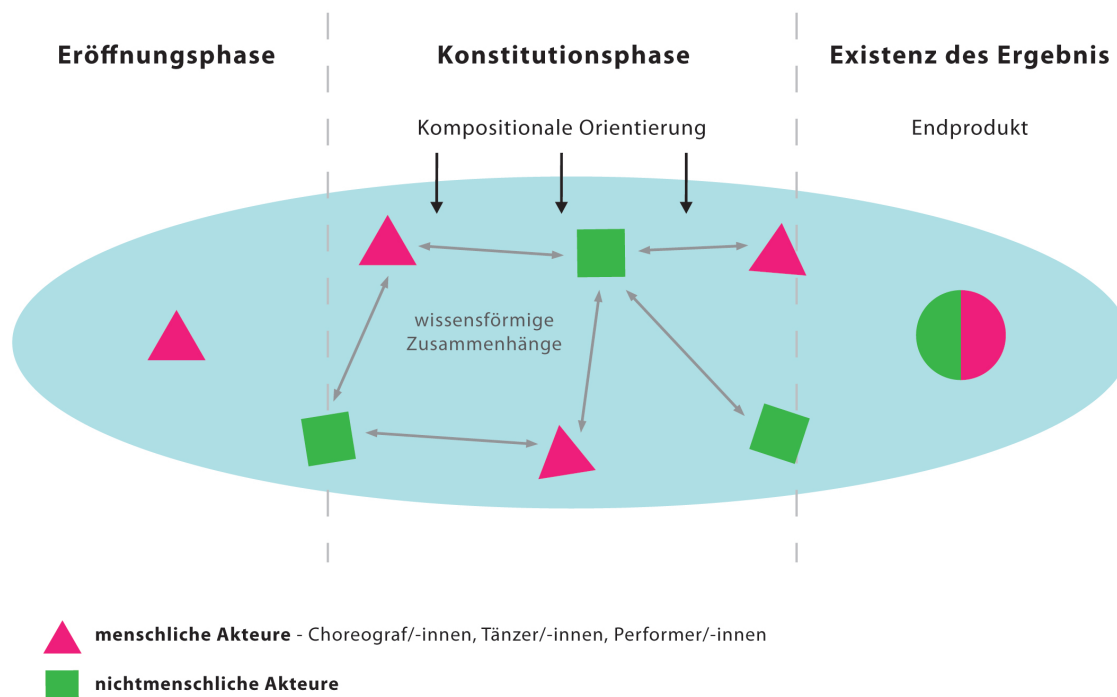 Eröffnungsphase
Konstitutionsphase
Existenz des Ergebnis
Kompositionale Orientierung
Endprodukt
wissensförmige
Zusammenhänge
menschliche Akteure - Choreograf/-innen, Tänzer/-innen, Performer/-innen
nichtmenschliche Akteure